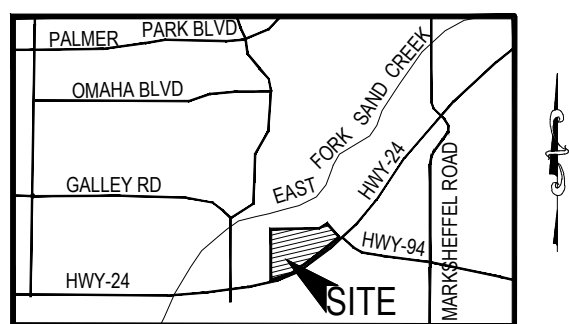 PALMER PARK BLVD
OMAHA BLVD
EAST FORK SAND CREEK
GALLEY RD
HWY-24
MARKSHEFFEL ROAD
HWY-94
HWY-24
SITE